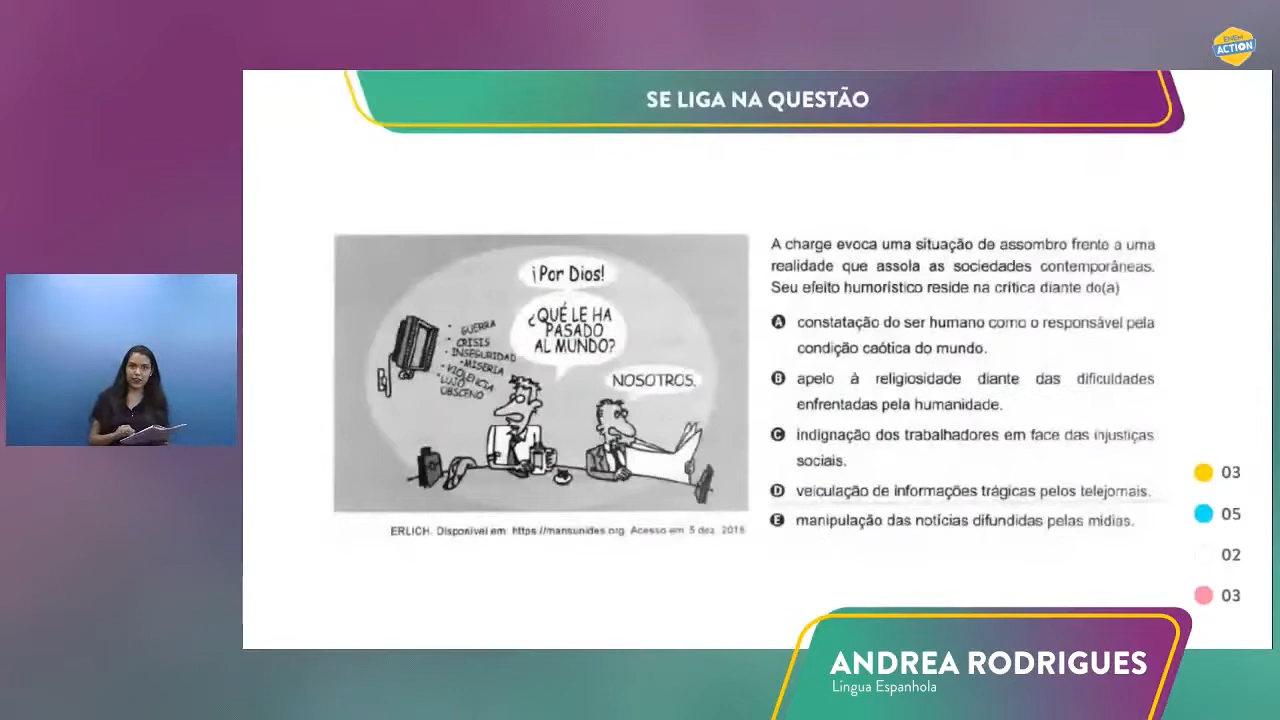 ENEM
ACTION
SE LIGA NA QUESTÃO
¡Por Dios!
¿QUÉ LE HA
PASADO
AL MUNDO?
NOSOTROS.
• GUERRA
• CRISIS
• INSEGURIDAD
• MISERIA
• VIOLENCIA
• LUJO
OBSCENO
ERLICH. Disponível em: https://mansunides.org. Acesso em: 5 dez. 2018
A charge evoca uma situação de assombro frente a uma
realidade que assola as sociedades contemporâneas.
Seu efeito humorístico reside na crítica diante do(a)
A constatação do ser humano como o responsável pela
condição caótica do mundo.
B apelo à religiosidade diante das dificuldades
enfrentadas pela humanidade.
C indignação dos trabalhadores em face das injustiças
sociais.
D veiculação de informações trágicas pelos telejornais.
E manipulação das notícias difundidas pelas mídias.
03
05
02
03
ANDREA RODRIGUES
Língua Espanhola